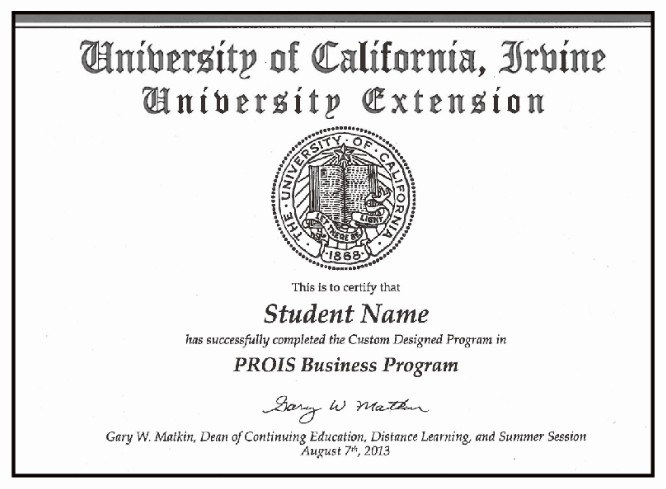 University of California, Irvine
University Extension
THE · UNIVERSITY · OF · CALIFORNIA ·
LET THERE BE
LIGHT
· 1868 ·
This is to certify that
Student Name
has successfully completed the Custom Designed Program in
PROIS Business Program
Gary W Matkin
Gary W. Matkin, Dean of Continuing Education, Distance Learning, and Summer Session
August 7th, 2013